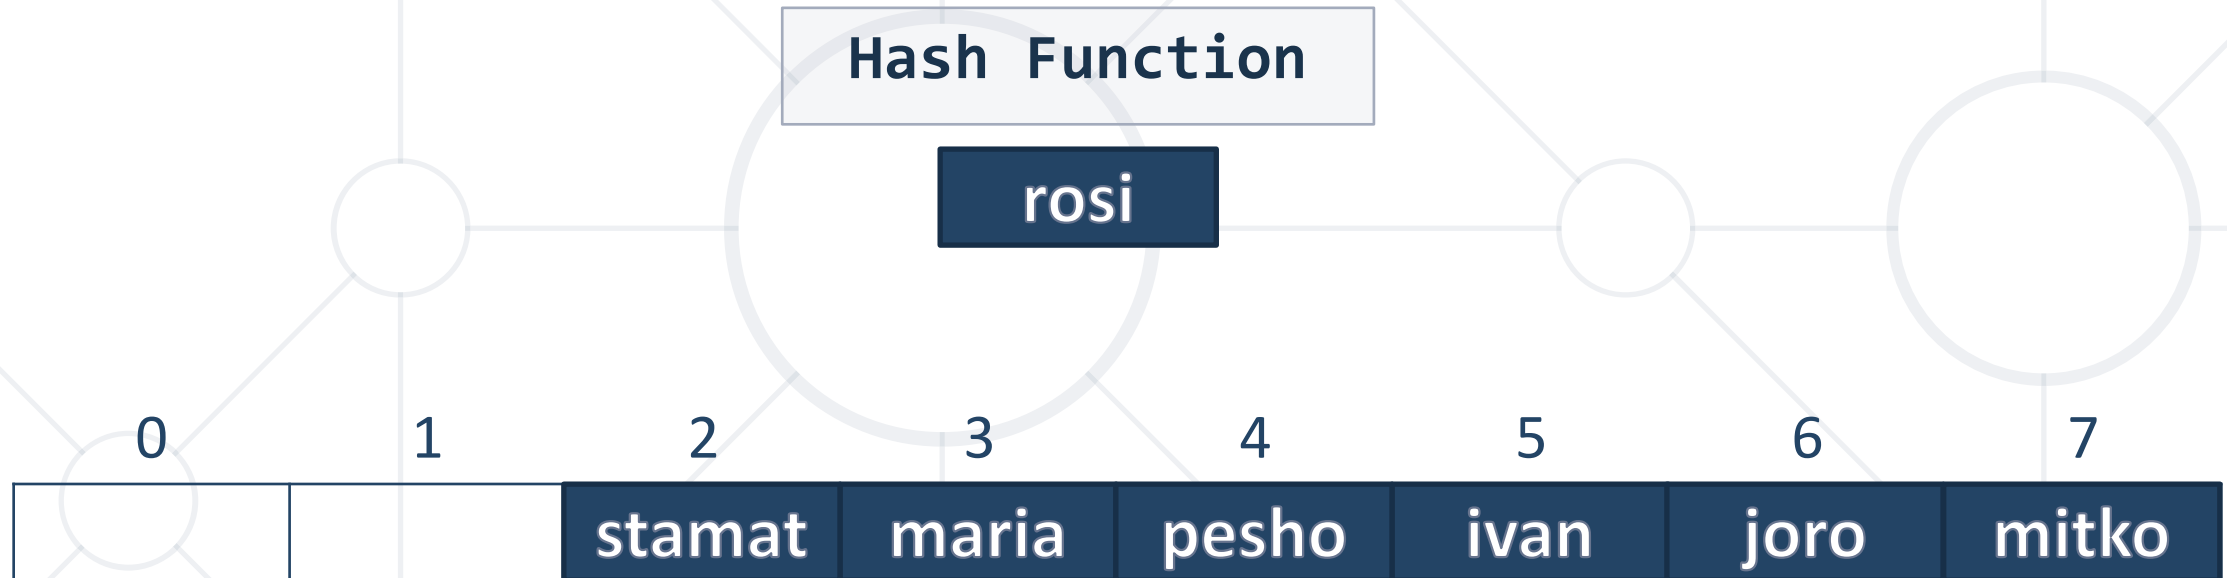 Hash Function
rosi
0 1 2 3 4 5 6 7
stamat maria pesho ivan joro mitko